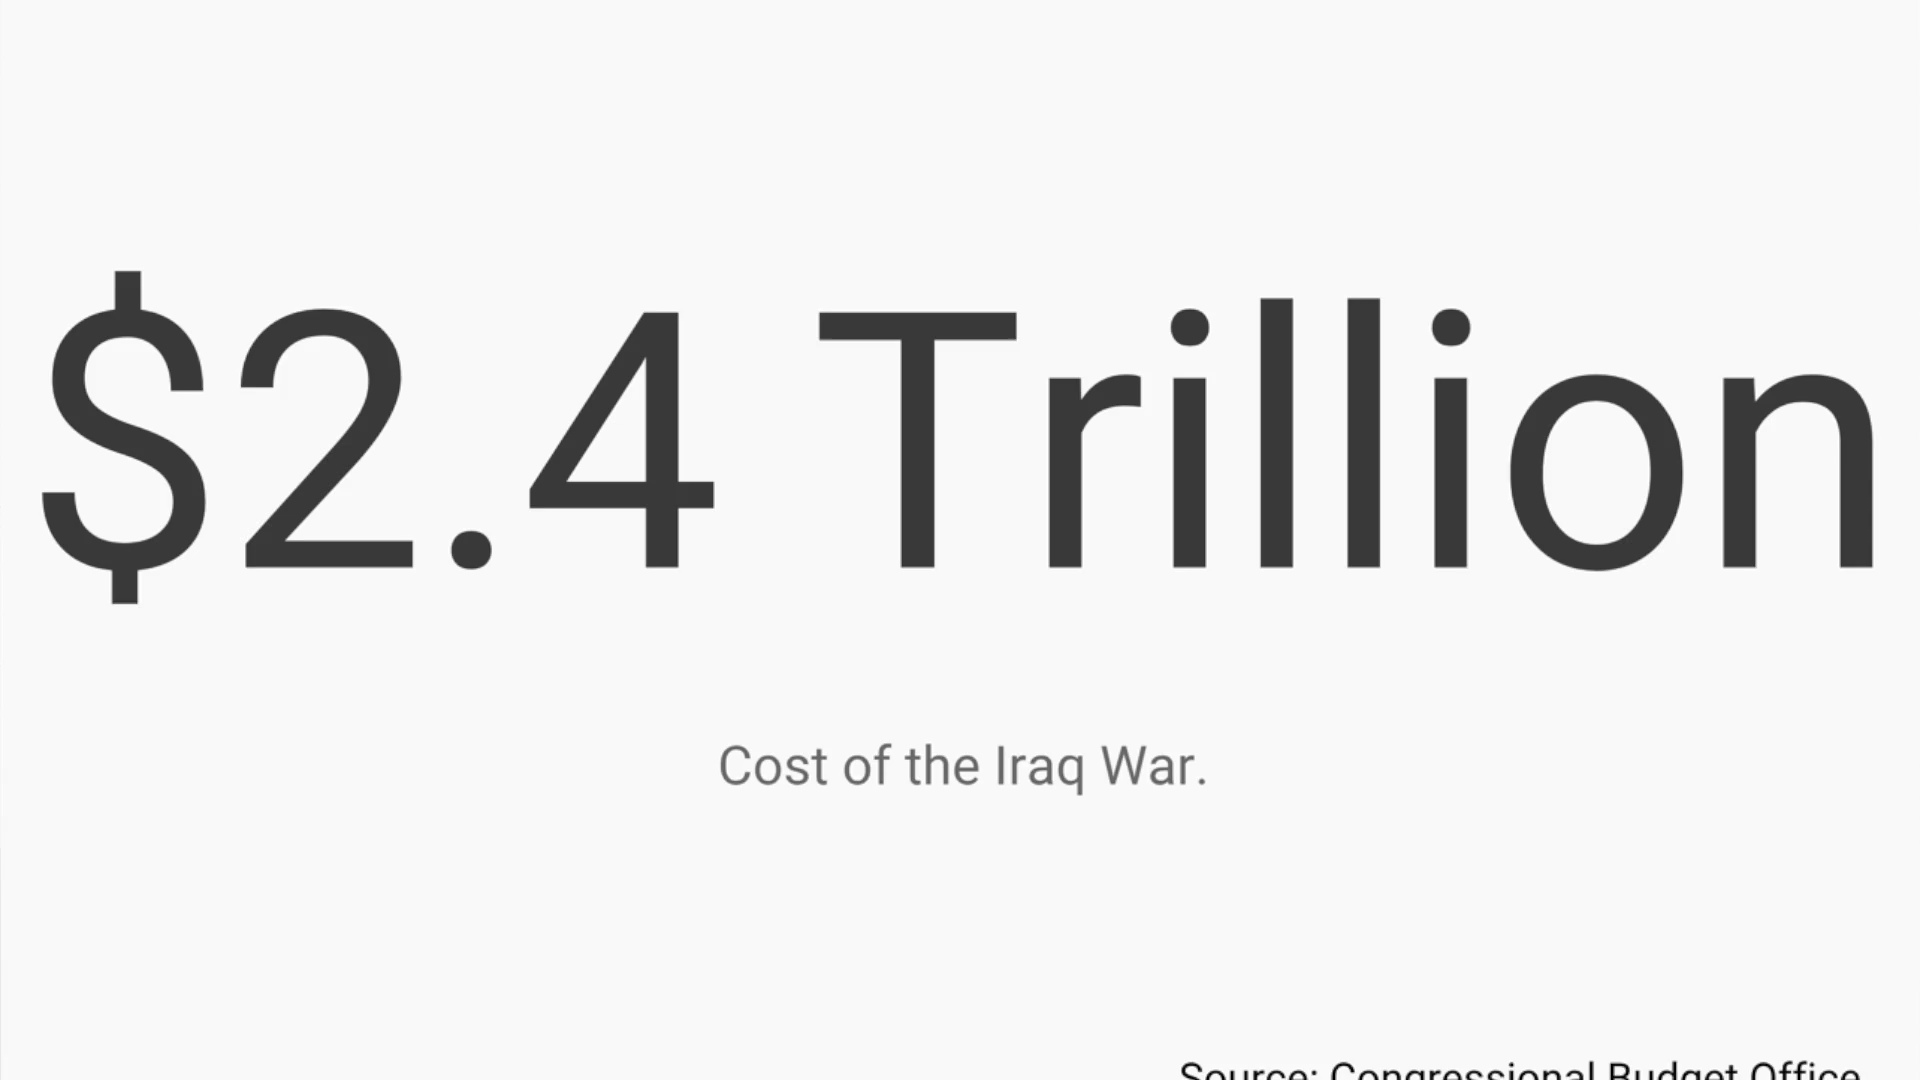 $2.4 Trillion
Cost of the Iraq War.
Source: Congressional Budget Office